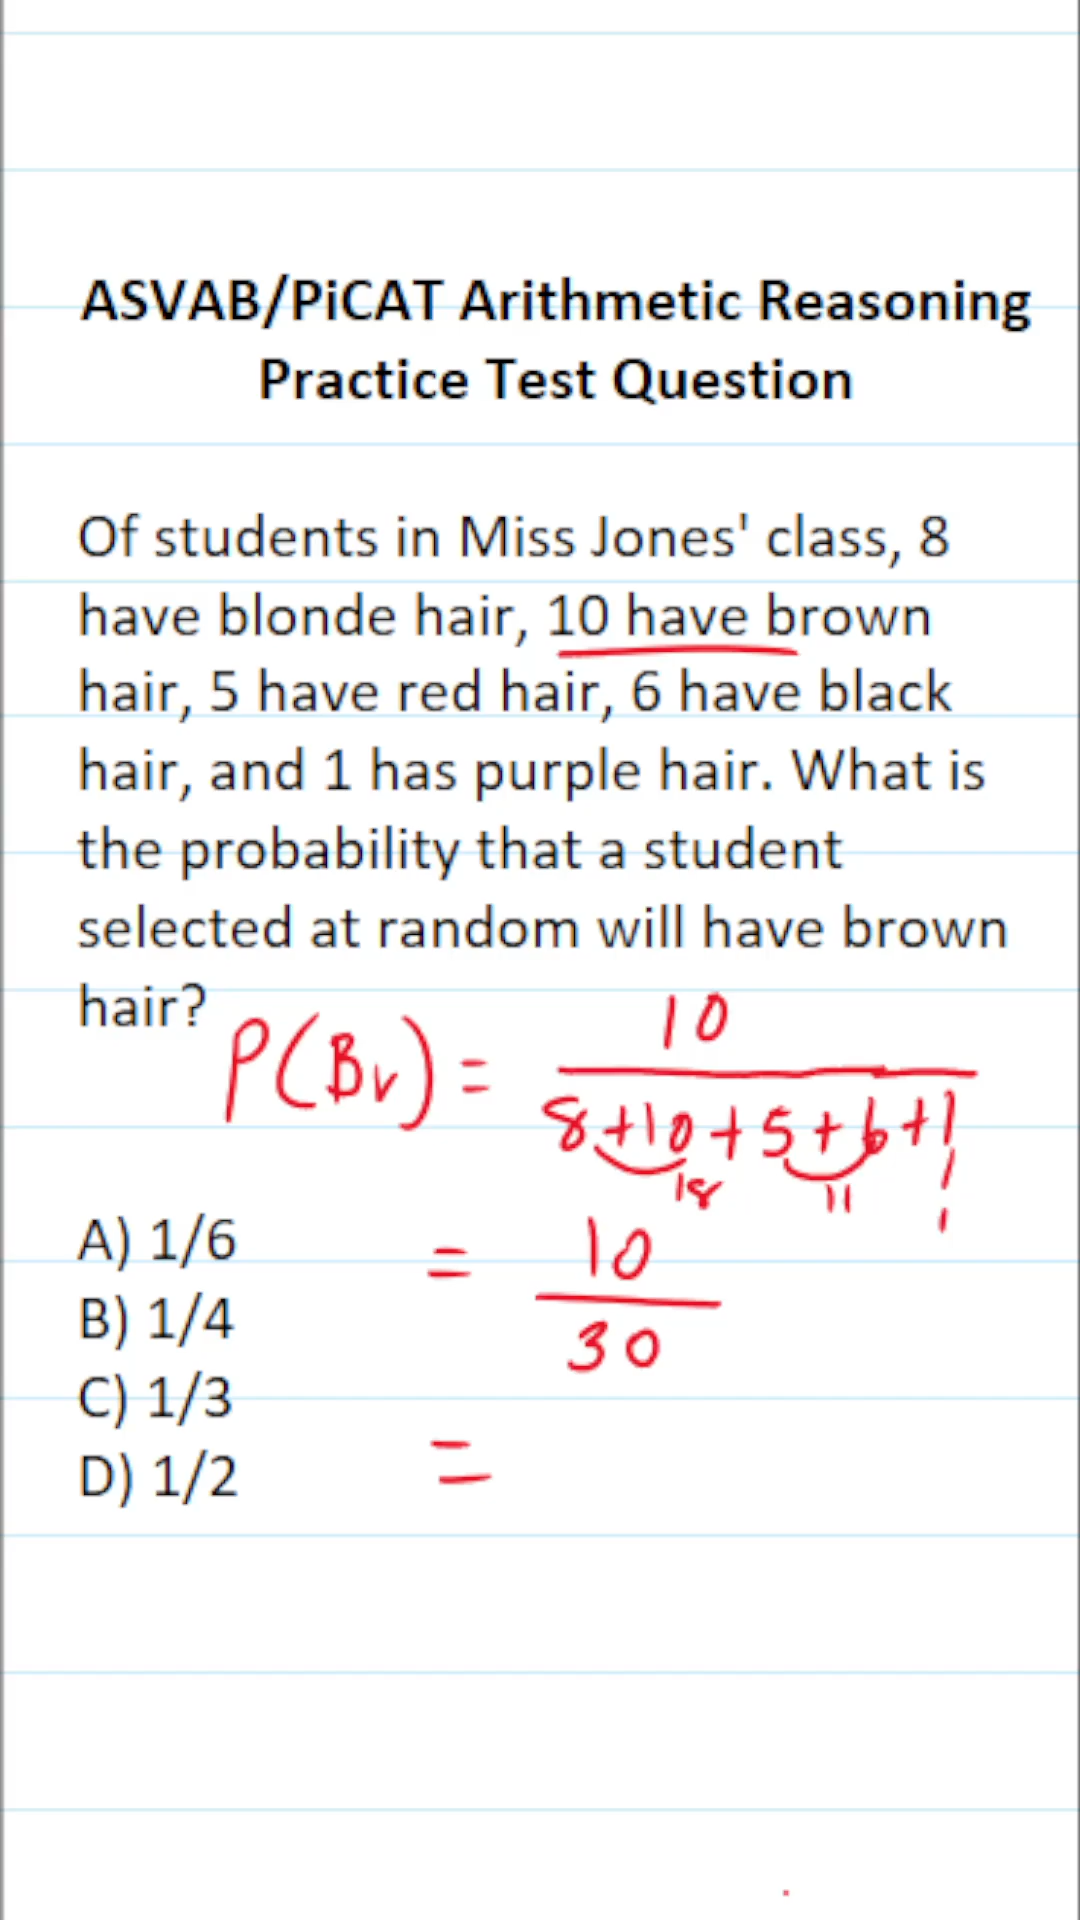 ASVAB/PiCAT Arithmetic Reasoning
Practice Test Question
Of students in Miss Jones' class, 8
have blonde hair, 10 have brown
hair, 5 have red hair, 6 have black
hair, and 1 has purple hair. What is
the probability that a student
selected at random will have brown
hair?
P(Br) = 10
8+10+5+6+1
18 11 1
A) 1/6
= 10
B) 1/4
30
C) 1/3
=
D) 1/2